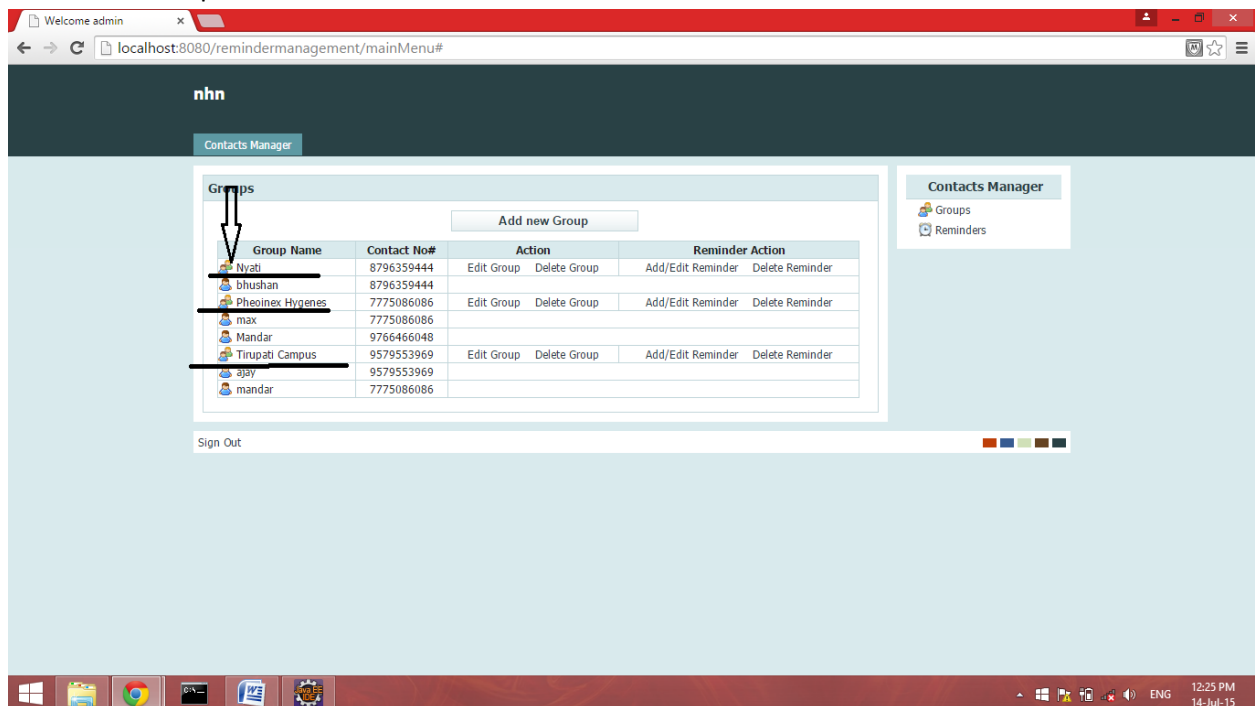 Welcome admin
localhost:8080/remindermanagement/mainMenu#
nhn
Contacts Manager
Groups
Add new Group
Group Name Contact No# Action Reminder Action
Nyati 8796359444 Edit Group Delete Group Add/Edit Reminder Delete Reminder
bhushan 8796359444
Pheoinex Hygenes 7775086086 Edit Group Delete Group Add/Edit Reminder Delete Reminder
max 7775086086
Mandar 9766466048
Tirupati Campus 9579553969 Edit Group Delete Group Add/Edit Reminder Delete Reminder
ajay 9579553969
mandar 7775086086
Contacts Manager
Groups
Reminders
Sign Out
ENG
12:25 PM
14-Jul-15